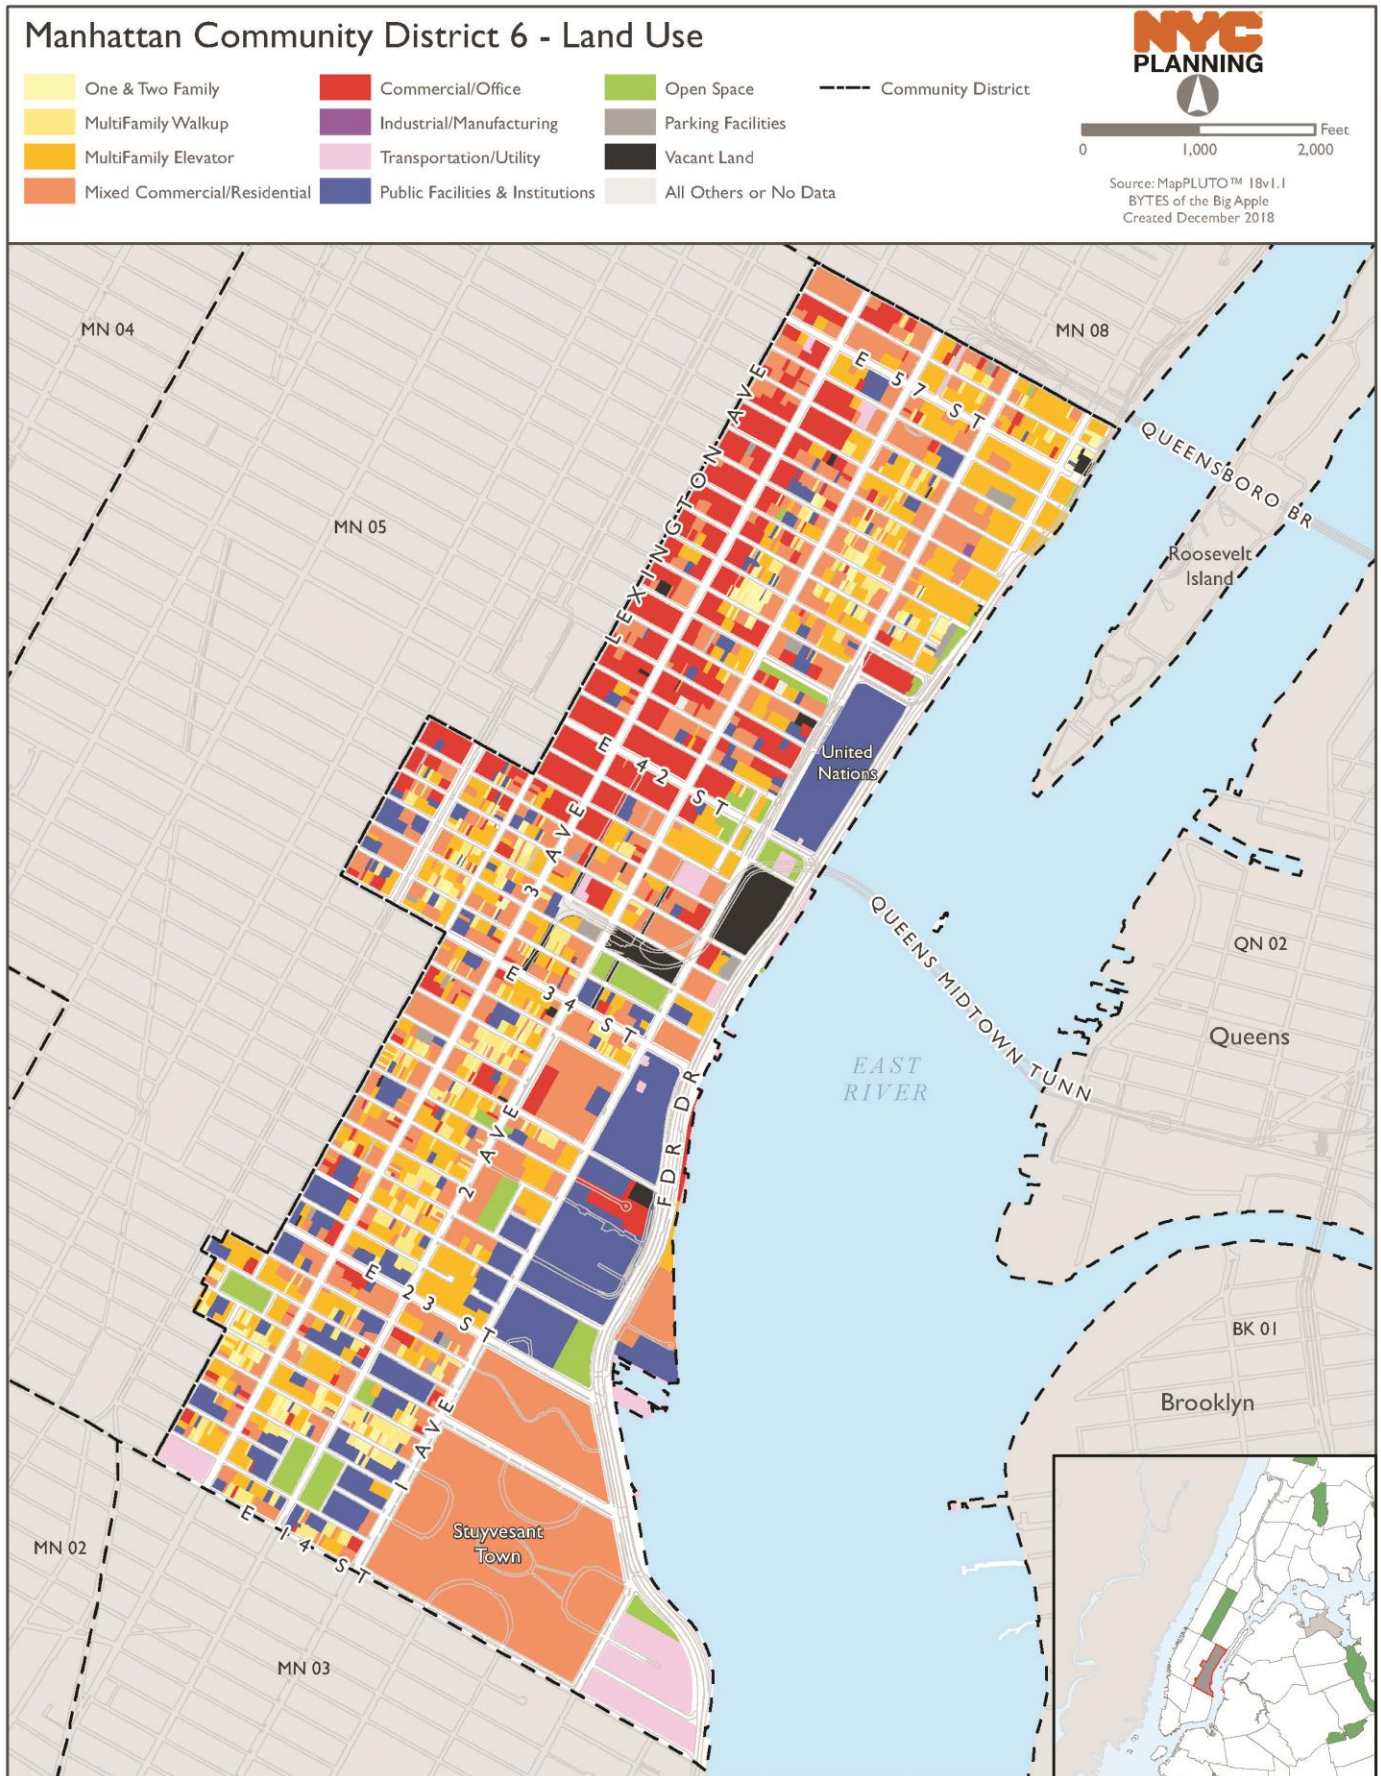 Manhattan Community District 6 - Land Use
NYC
PLANNING
One & Two Family
MultiFamily Walkup
MultiFamily Elevator
Mixed Commercial/Residential
Commercial/Office
Industrial/Manufacturing
Transportation/Utility
Public Facilities & Institutions
Open Space
Parking Facilities
Vacant Land
All Others or No Data
Community District
Feet
0 1,000 2,000
Source: MapPLUTO™ 18v1.1
BYTES of the Big Apple
Created December 2018
MN 04
MN 08
MN 05
E 57 ST
LEXINGTON AVE
QUEENSBORO BR
Roosevelt
Island
E 42 ST
United
Nations
3 AVE
QUEENS MIDTOWN TUNN
QN 02
Queens
E 34 ST
EAST
RIVER
FDR DR
2 AVE
E 23 ST
BK 01
Brooklyn
1 AVE
Stuyvesant
Town
E 14 ST
MN 02
MN 03